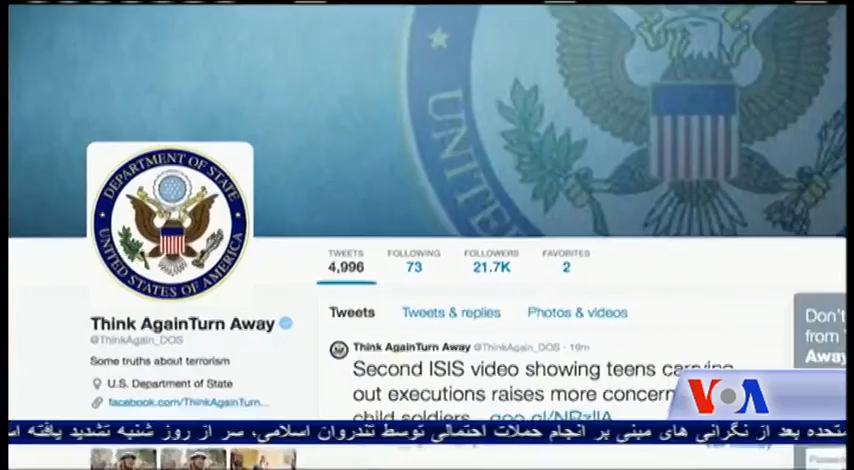 UNITED
DEPARTMENT OF STATE
UNITED STATES OF AMERICA
TWEETS FOLLOWING FOLLOWERS FAVORITES
4,996 73 21.7K 2
Think AgainTurn Away
@ThinkAgain_DOS
Some truths about terrorism
U.S. Department of State
facebook.com/ThinkAgainTurn...
Tweets Tweets & replies Photos & videos
Think AgainTurn Away @ThinkAgain_DOS · 19m
Second ISIS video showing teens carrying
out executions raises more concern
child soldiers
Don't
from
Away
VOA
بعد از نگرانی های مبنی بر انجام حملات احتمالی توسط تندروان اسلامی، سر از روز شنبه تشدید یافته